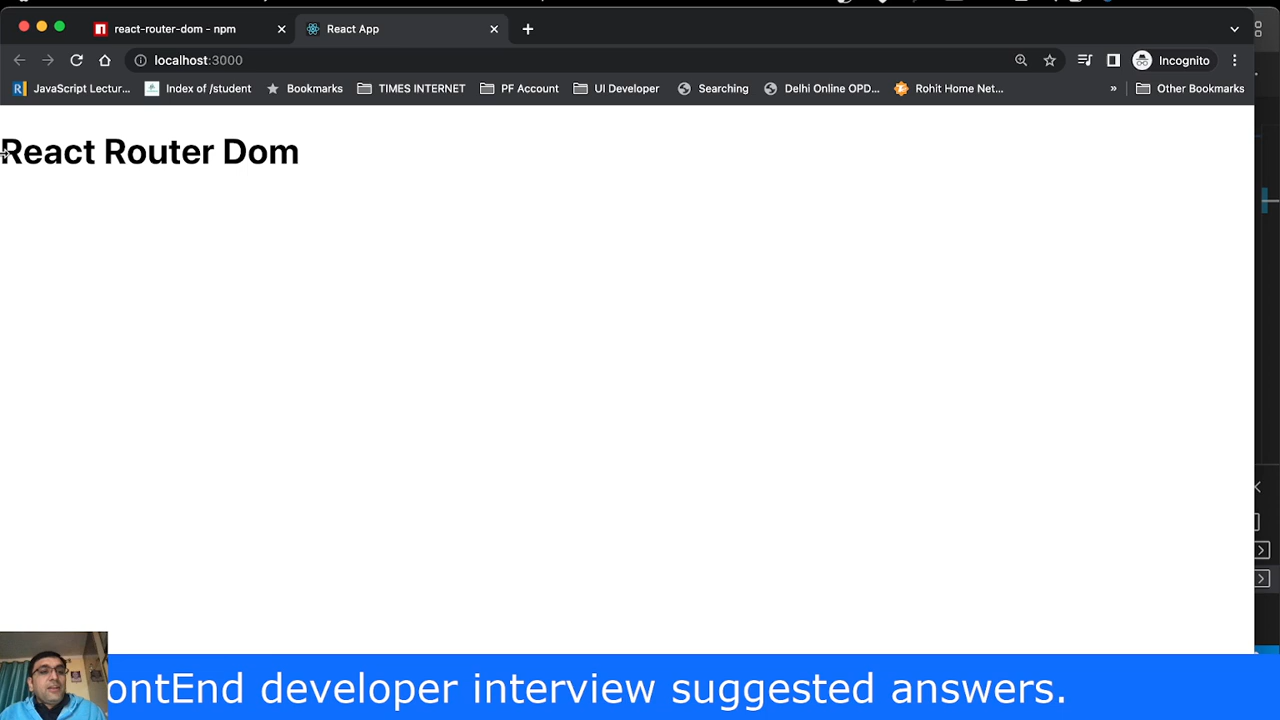 react-router-dom - npm
React App
localhost:3000
Incognito
JavaScript Lectur...
Index of /student
Bookmarks
TIMES INTERNET
PF Account
UI Developer
Searching
Delhi Online OPD...
Rohit Home Net...
»
Other Bookmarks
React Router Dom
ontEnd developer interview suggested answers.